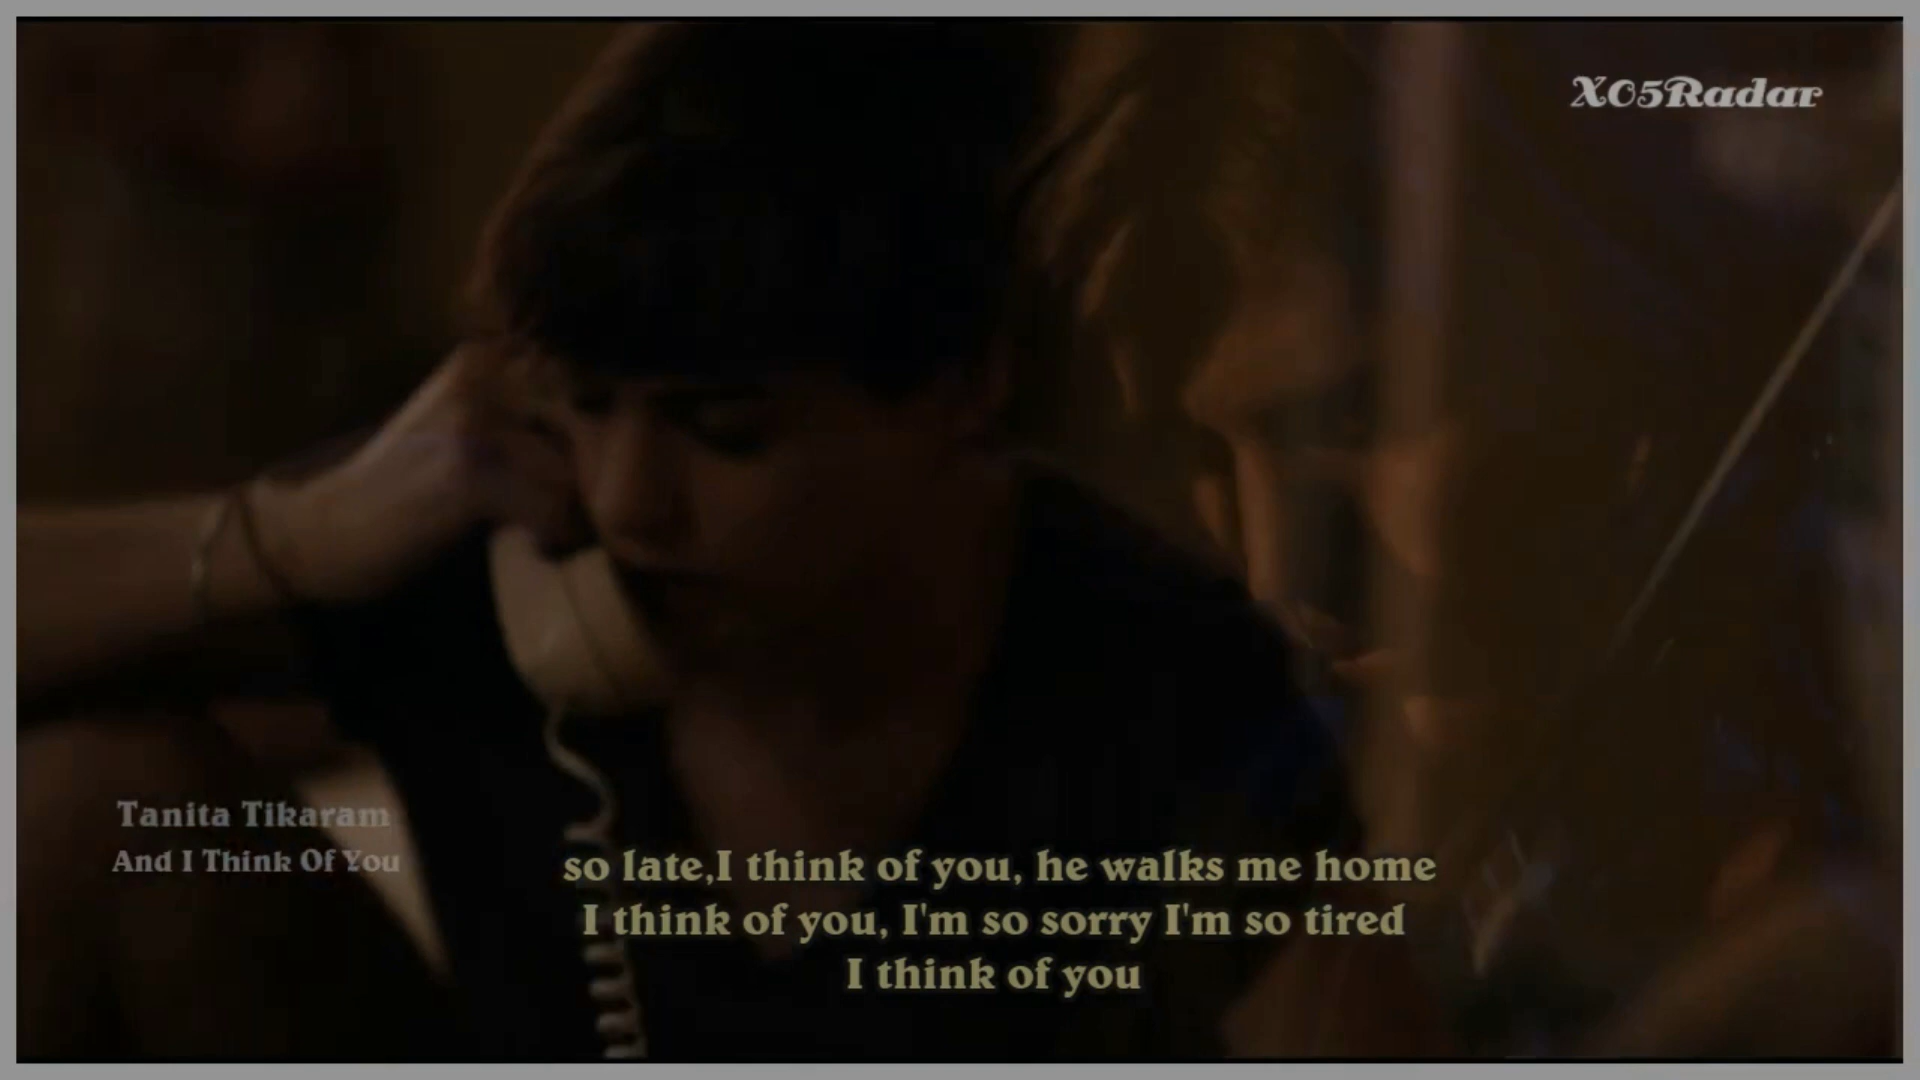 X05Radar
Tanita Tikaram
And I Think Of You
so late,I think of you, he walks me home
I think of you, I'm so sorry I'm so tired
I think of you